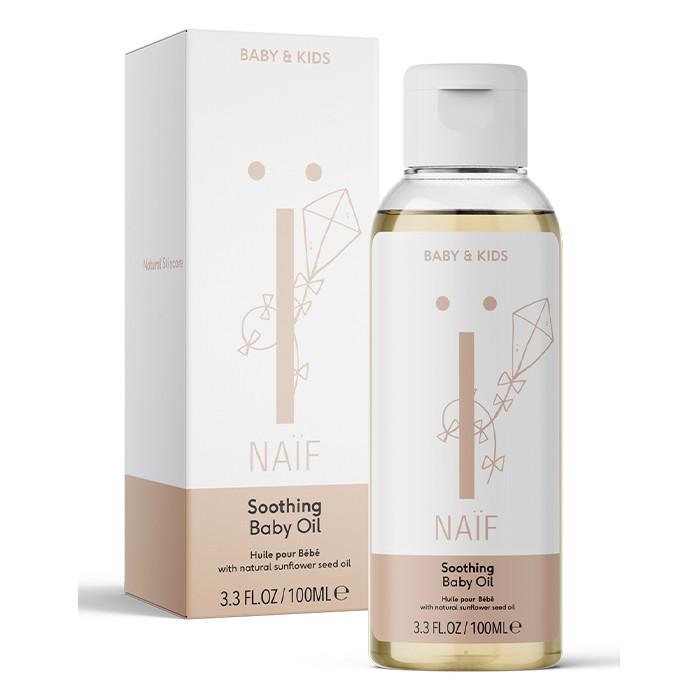 BABY & KIDS
Ï
NAÏF
Soothing
Baby Oil
Huile pour Bébé
with natural sunflower seed oil
3.3 FL.OZ/100ML℮
Natural Skincare
BABY & KIDS
Ï
NAÏF
Soothing
Baby Oil
Huile pour Bébé
with natural sunflower seed oil
3.3 FL.OZ/100ML℮